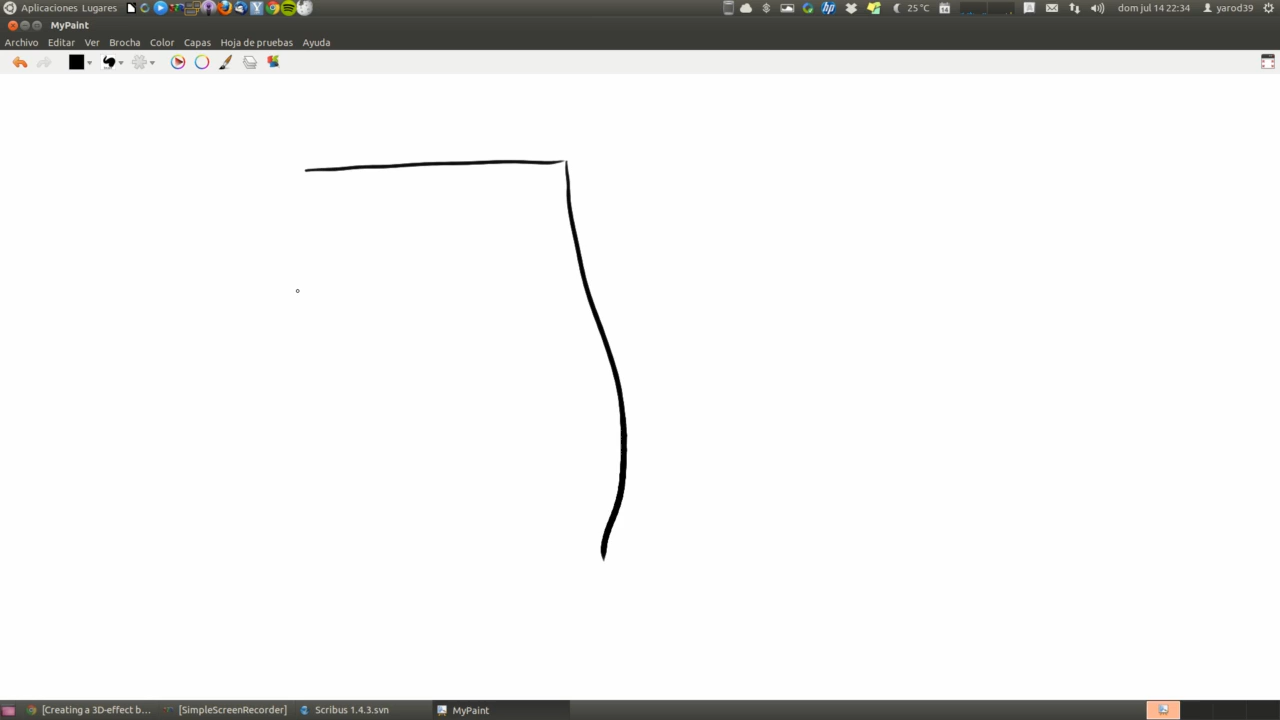 Aplicaciones Lugares 25 °C dom jul 14 22:34 yarod39
MyPaint
Archivo Editar Ver Brocha Color Capas Hoja de pruebas Ayuda
[Creating a 3D-effect b... [SimpleScreenRecorder] Scribus 1.4.3.svn MyPaint